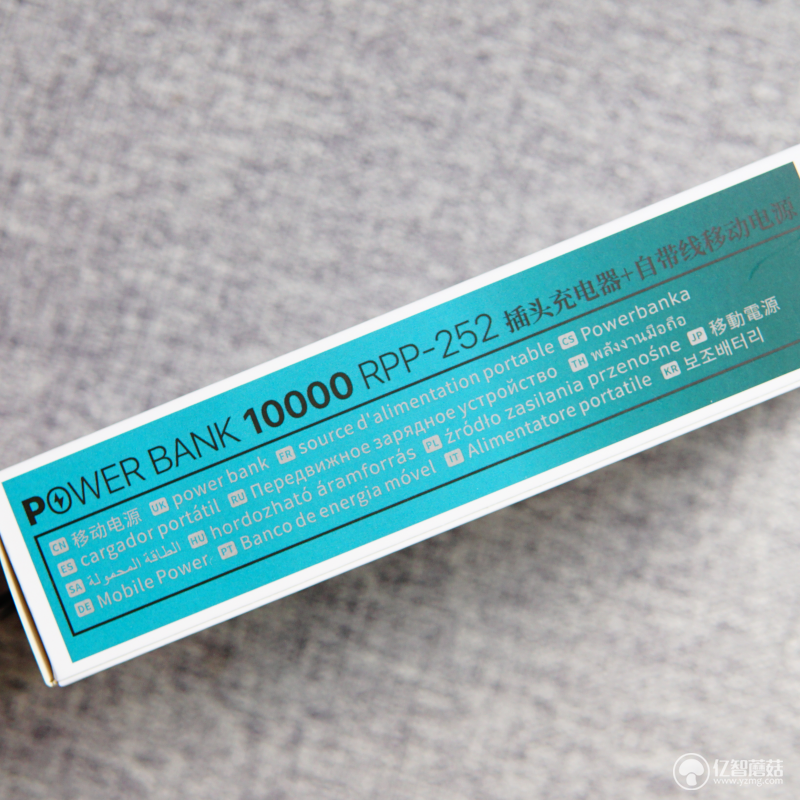 POWER BANK 10000 RPP-252 插头充电器+自带线移动电源
CN 移动电源 UK power bank FR source d'alimentation portable CS Powerbanka
ES cargador portátil RU Передвижное зарядное устройство TH พลังงานมือถือ JP 移動電源
SA الطاقة المحمولة HU hordozható áramforrás PL źródło zasilania przenośne KR 보조배터리
DE Mobile Power PT Banco de energia móvel IT Alimentatore portatile
亿智蘑菇
www.yzmg.com